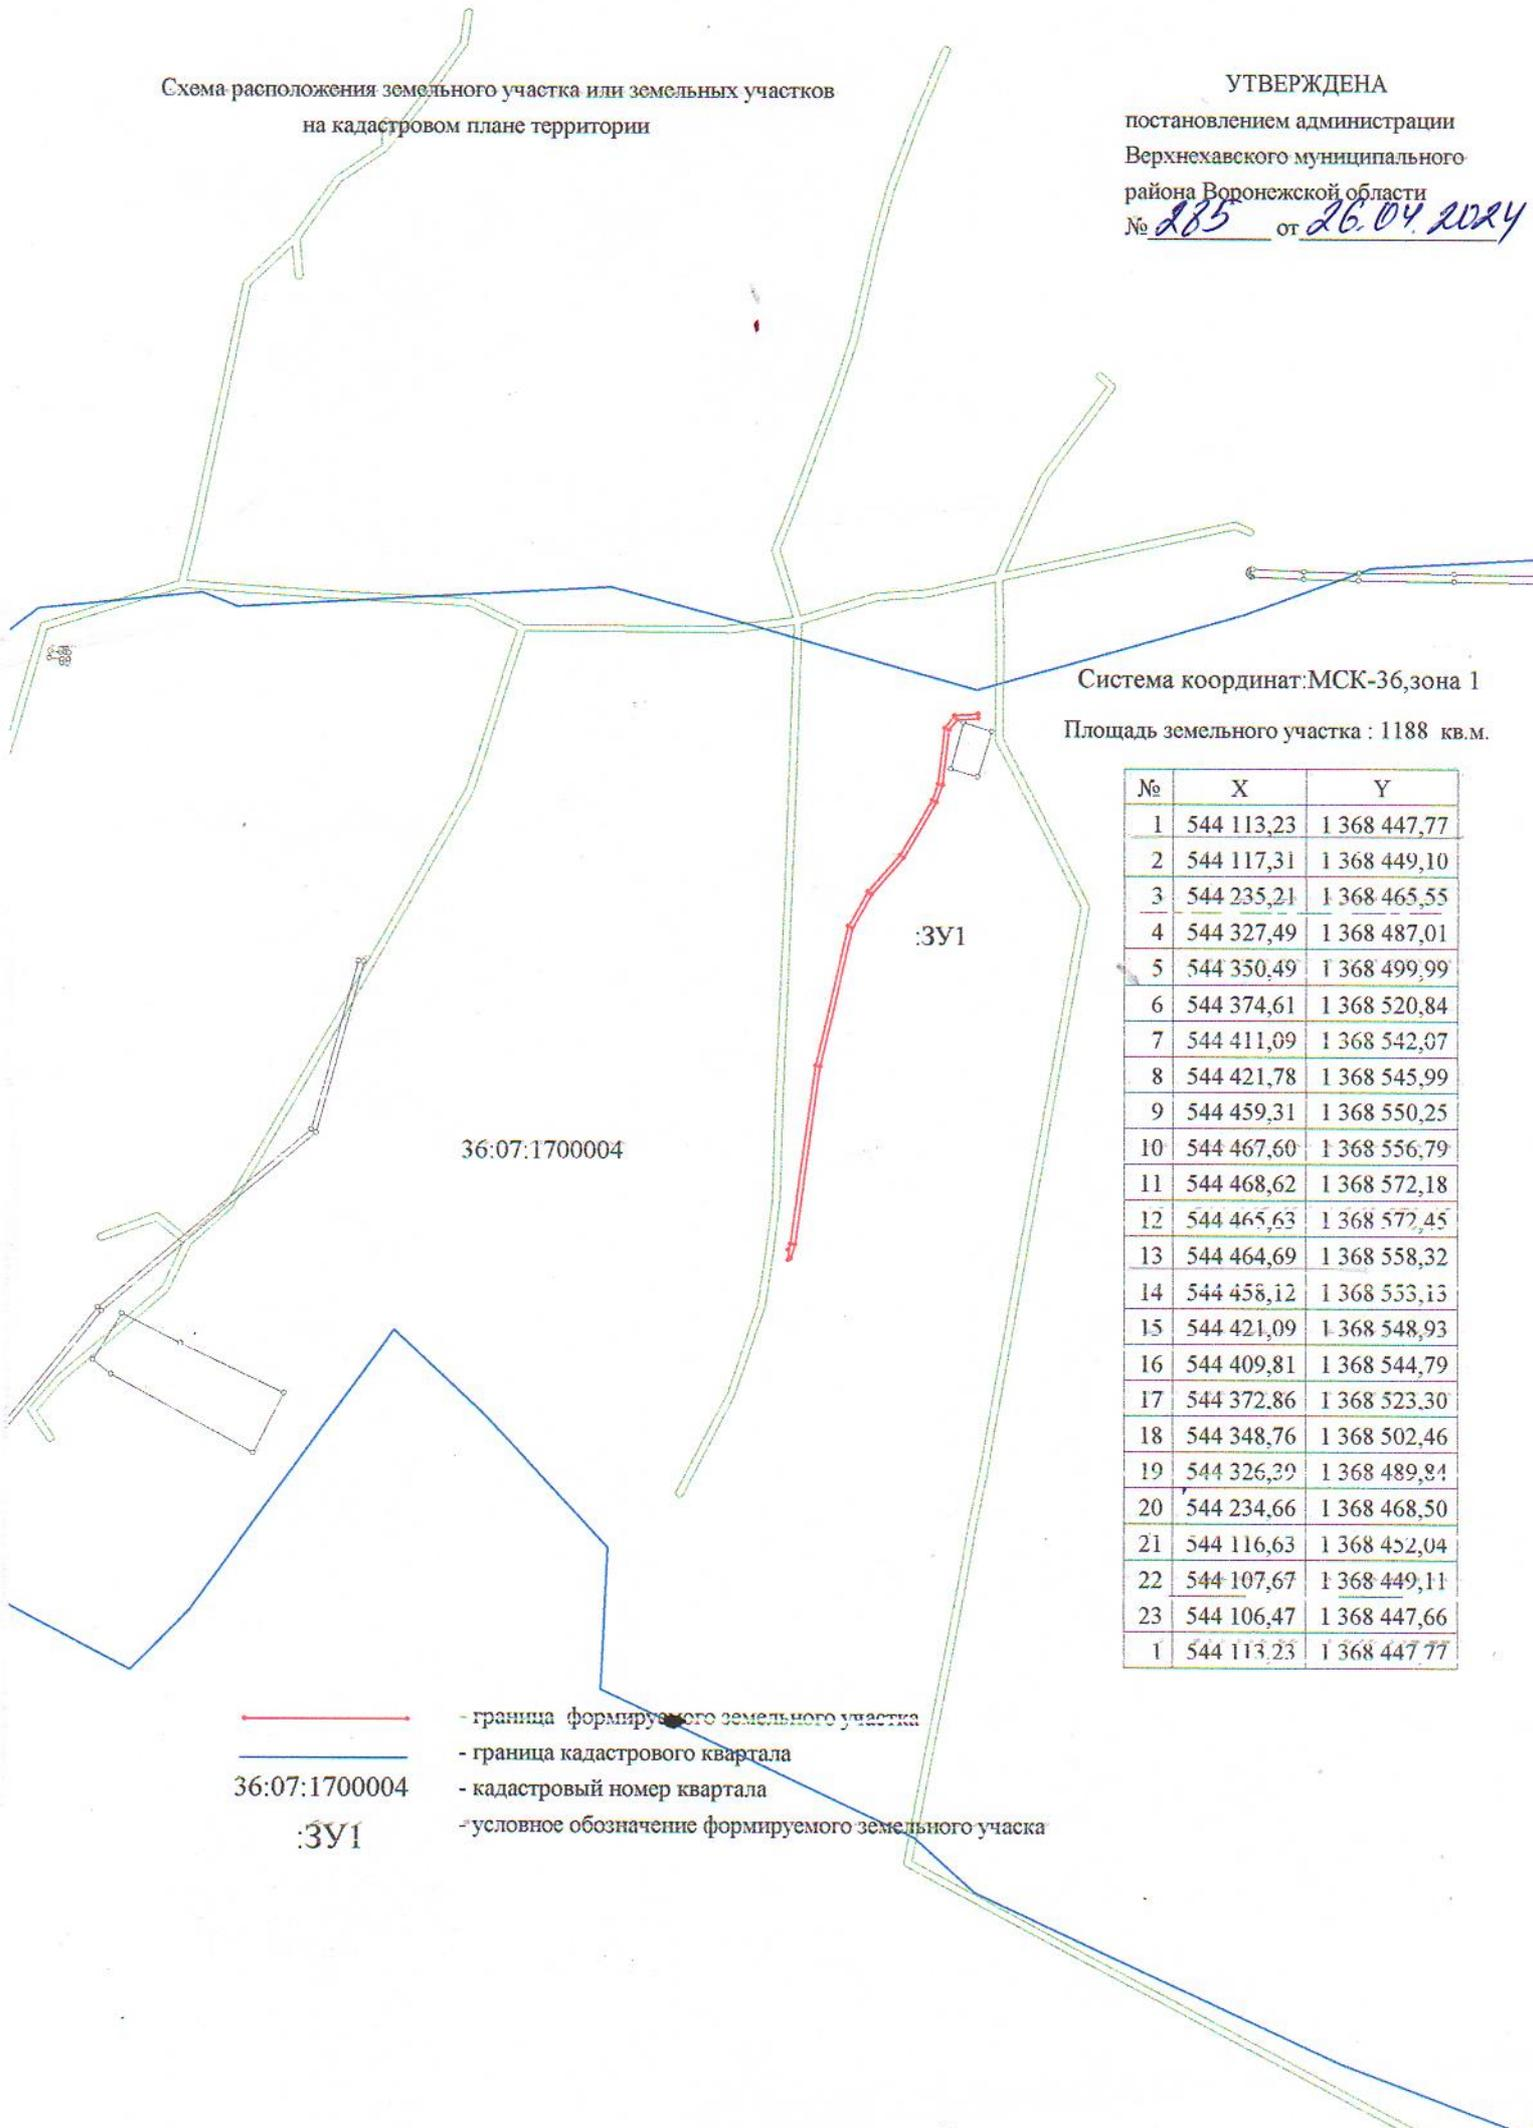 Схема расположения земельного участка или земельных участков
на кадастровом плане территории
УТВЕРЖДЕНА
постановлением администрации
Верхнехавского муниципального
района Воронежской области
№ 285 от 26.04.2024
Система координат:МСК-36,зона 1
Площадь земельного участка : 1188 кв.м.
№ X Y
1 544 113,23 1 368 447,77
2 544 117,31 1 368 449,10
3 544 235,21 1 368 465,55
4 544 327,49 1 368 487,01
5 544 350,49 1 368 499,99
6 544 374,61 1 368 520,84
7 544 411,09 1 368 542,07
8 544 421,78 1 368 545,99
9 544 459,31 1 368 550,25
10 544 467,60 1 368 556,79
11 544 468,62 1 368 572,18
12 544 465,63 1 368 572,45
13 544 464,69 1 368 558,32
14 544 458,12 1 368 553,13
15 544 421,09 1 368 548,93
16 544 409,81 1 368 544,79
17 544 372,86 1 368 523,30
18 544 348,76 1 368 502,46
19 544 326,39 1 368 489,84
20 544 234,66 1 368 468,50
21 544 116,63 1 368 452,04
22 544 107,67 1 368 449,11
23 544 106,47 1 368 447,66
1 544 113,23 1 368 447,77
:ЗУ1
36:07:1700004
- граница формируемого земельного участка
- граница кадастрового квартала
36:07:1700004 - кадастровый номер квартала
:ЗУ1 - условное обозначение формируемого земельного учаска